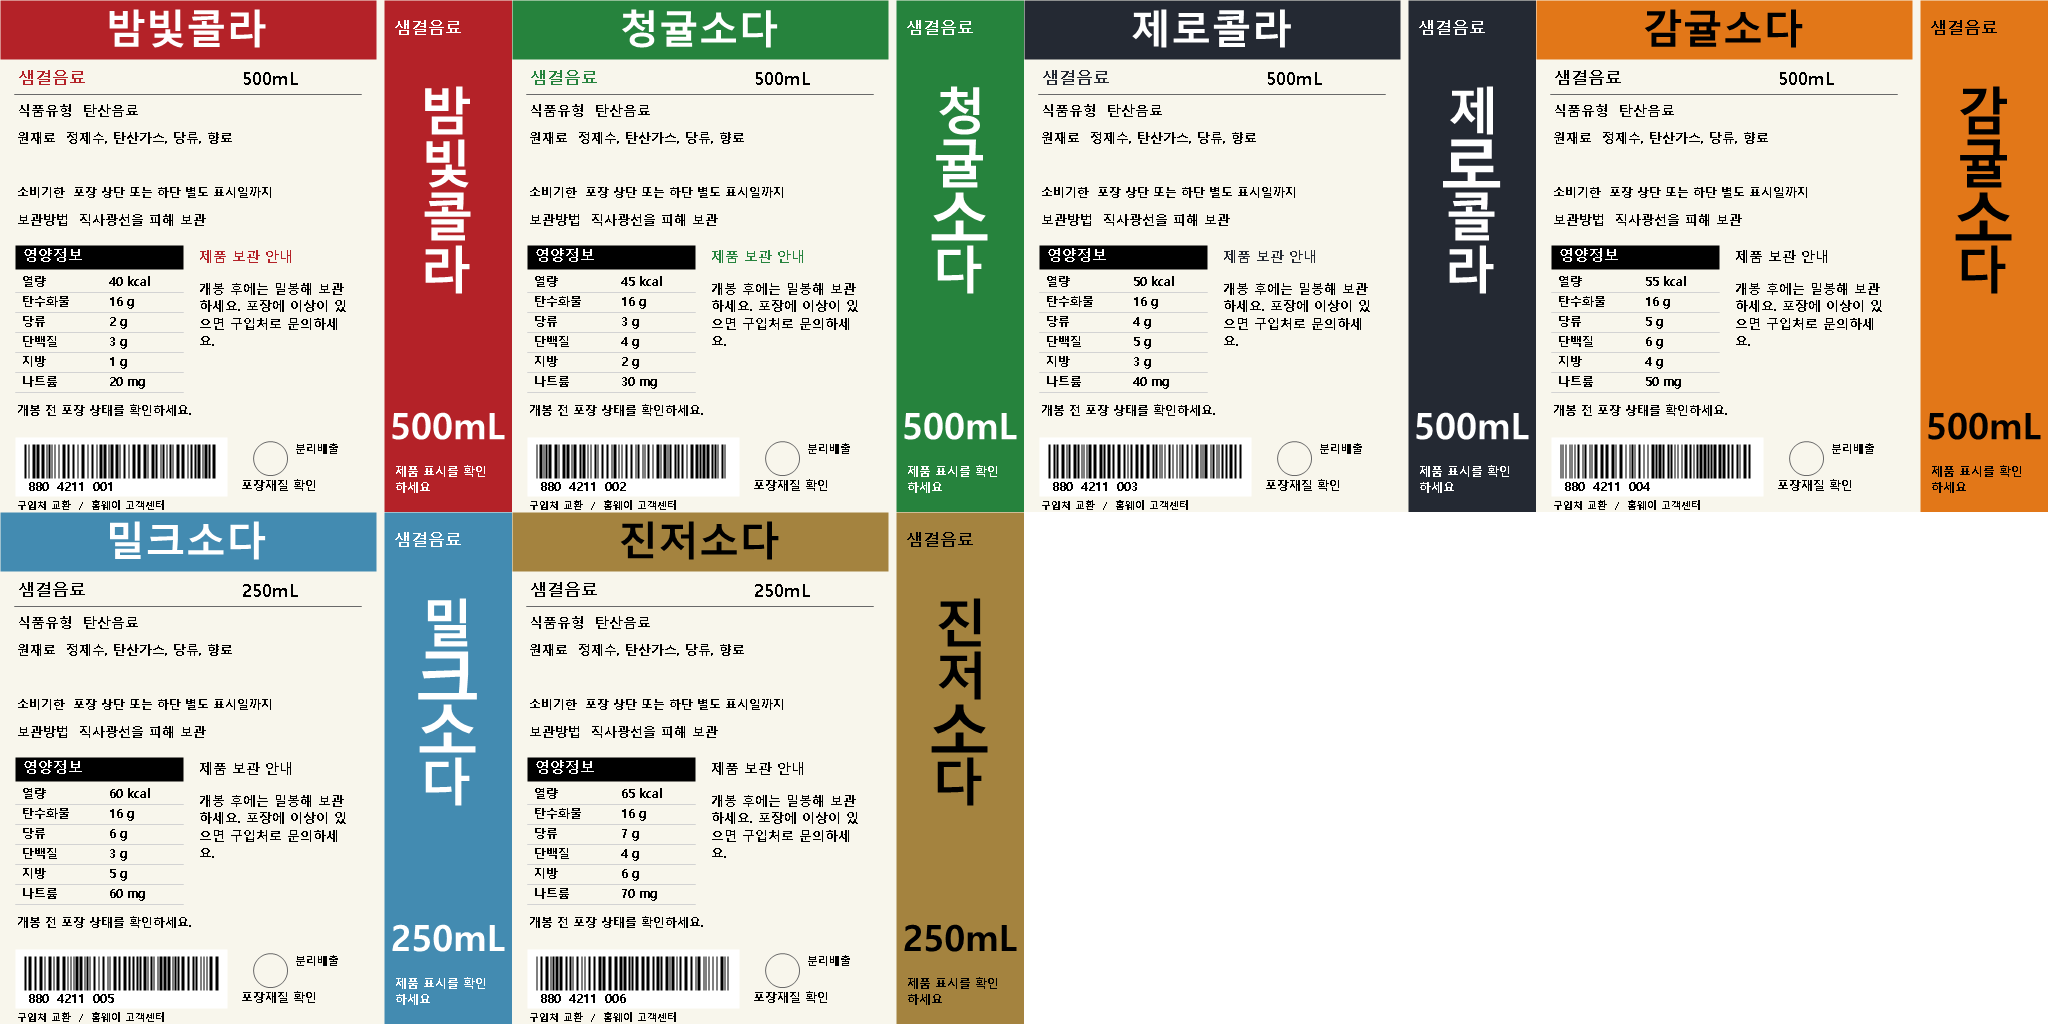 밤빛콜라
샘결음료 500mL
식품유형 탄산음료
원재료 정제수, 탄산가스, 당류, 향료
소비기한 포장 상단 또는 하단 별도 표시일까지
보관방법 직사광선을 피해 보관
영양정보
열량 40 kcal
탄수화물 16 g
당류 2 g
단백질 3 g
지방 1 g
나트륨 20 mg
제품 보관 안내
개봉 후에는 밀봉해 보관
하세요. 포장에 이상이 있
으면 구입처로 문의하세
요.
개봉 전 포장 상태를 확인하세요.
880 4211 001
분리배출
포장재질 확인
구입처 교환 / 홈웨이 고객센터
샘결음료
밤빛콜라
500mL
제품 표시를 확인
하세요
청귤소다
샘결음료 500mL
식품유형 탄산음료
원재료 정제수, 탄산가스, 당류, 향료
소비기한 포장 상단 또는 하단 별도 표시일까지
보관방법 직사광선을 피해 보관
영양정보
열량 45 kcal
탄수화물 16 g
당류 3 g
단백질 4 g
지방 2 g
나트륨 30 mg
제품 보관 안내
개봉 후에는 밀봉해 보관
하세요. 포장에 이상이 있
으면 구입처로 문의하세
요.
개봉 전 포장 상태를 확인하세요.
880 4211 002
분리배출
포장재질 확인
구입처 교환 / 홈웨이 고객센터
샘결음료
청귤소다
500mL
제품 표시를 확인
하세요
제로콜라
샘결음료 500mL
식품유형 탄산음료
원재료 정제수, 탄산가스, 당류, 향료
소비기한 포장 상단 또는 하단 별도 표시일까지
보관방법 직사광선을 피해 보관
영양정보
열량 50 kcal
탄수화물 16 g
당류 4 g
단백질 5 g
지방 3 g
나트륨 40 mg
제품 보관 안내
개봉 후에는 밀봉해 보관
하세요. 포장에 이상이 있
으면 구입처로 문의하세
요.
개봉 전 포장 상태를 확인하세요.
880 4211 003
분리배출
포장재질 확인
구입처 교환 / 홈웨이 고객센터
샘결음료
제로콜라
500mL
제품 표시를 확인
하세요
감귤소다
샘결음료 500mL
식품유형 탄산음료
원재료 정제수, 탄산가스, 당류, 향료
소비기한 포장 상단 또는 하단 별도 표시일까지
보관방법 직사광선을 피해 보관
영양정보
열량 55 kcal
탄수화물 16 g
당류 5 g
단백질 6 g
지방 4 g
나트륨 50 mg
제품 보관 안내
개봉 후에는 밀봉해 보관
하세요. 포장에 이상이 있
으면 구입처로 문의하세
요.
개봉 전 포장 상태를 확인하세요.
880 4211 004
분리배출
포장재질 확인
구입처 교환 / 홈웨이 고객센터
샘결음료
감귤소다
500mL
제품 표시를 확인
하세요
밀크소다
샘결음료 250mL
식품유형 탄산음료
원재료 정제수, 탄산가스, 당류, 향료
소비기한 포장 상단 또는 하단 별도 표시일까지
보관방법 직사광선을 피해 보관
영양정보
열량 60 kcal
탄수화물 16 g
당류 6 g
단백질 3 g
지방 5 g
나트륨 60 mg
제품 보관 안내
개봉 후에는 밀봉해 보관
하세요. 포장에 이상이 있
으면 구입처로 문의하세
요.
개봉 전 포장 상태를 확인하세요.
880 4211 005
분리배출
포장재질 확인
구입처 교환 / 홈웨이 고객센터
샘결음료
밀크소다
250mL
제품 표시를 확인
하세요
진저소다
샘결음료 250mL
식품유형 탄산음료
원재료 정제수, 탄산가스, 당류, 향료
소비기한 포장 상단 또는 하단 별도 표시일까지
보관방법 직사광선을 피해 보관
영양정보
열량 65 kcal
탄수화물 16 g
당류 7 g
단백질 4 g
지방 6 g
나트륨 70 mg
제품 보관 안내
개봉 후에는 밀봉해 보관
하세요. 포장에 이상이 있
으면 구입처로 문의하세
요.
개봉 전 포장 상태를 확인하세요.
880 4211 006
분리배출
포장재질 확인
구입처 교환 / 홈웨이 고객센터
샘결음료
진저소다
250mL
제품 표시를 확인
하세요